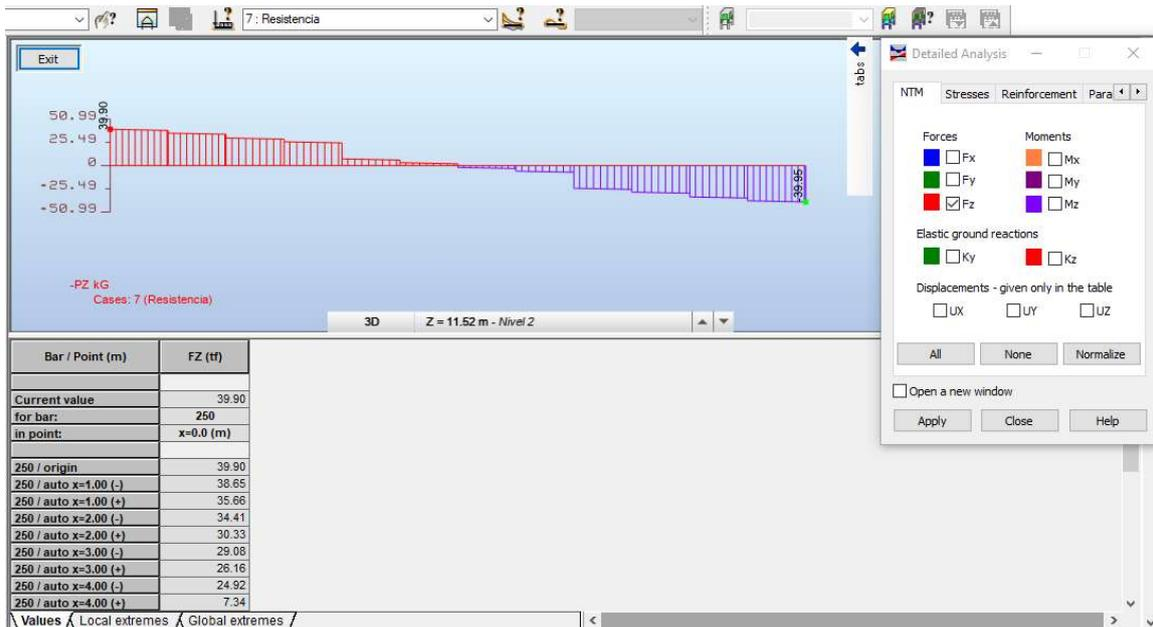 7 : Resistencia
Exit
tabs
50.99
25.49
0
-25.49
-50.99
39.90
-39.95
-PZ kG
Cases: 7 (Resistencia)
3D Z = 11.52 m - Nivel 2
Detailed Analysis
NTM Stresses Reinforcement Para
Forces Moments
Fx Mx
Fy My
Fz Mz
Elastic ground reactions
Ky Kz
Displacements - given only in the table
UX UY UZ
All None Normalize
Open a new window
Apply Close Help
Bar / Point (m) FZ (tf)
Current value 39.90
for bar: 250
in point: x=0.0 (m)
250 / origin 39.90
250 / auto x=1.00 (-) 38.65
250 / auto x=1.00 (+) 35.66
250 / auto x=2.00 (-) 34.41
250 / auto x=2.00 (+) 30.33
250 / auto x=3.00 (-) 29.08
250 / auto x=3.00 (+) 26.16
250 / auto x=4.00 (-) 24.92
250 / auto x=4.00 (+) 7.34
Values Local extremes Global extremes